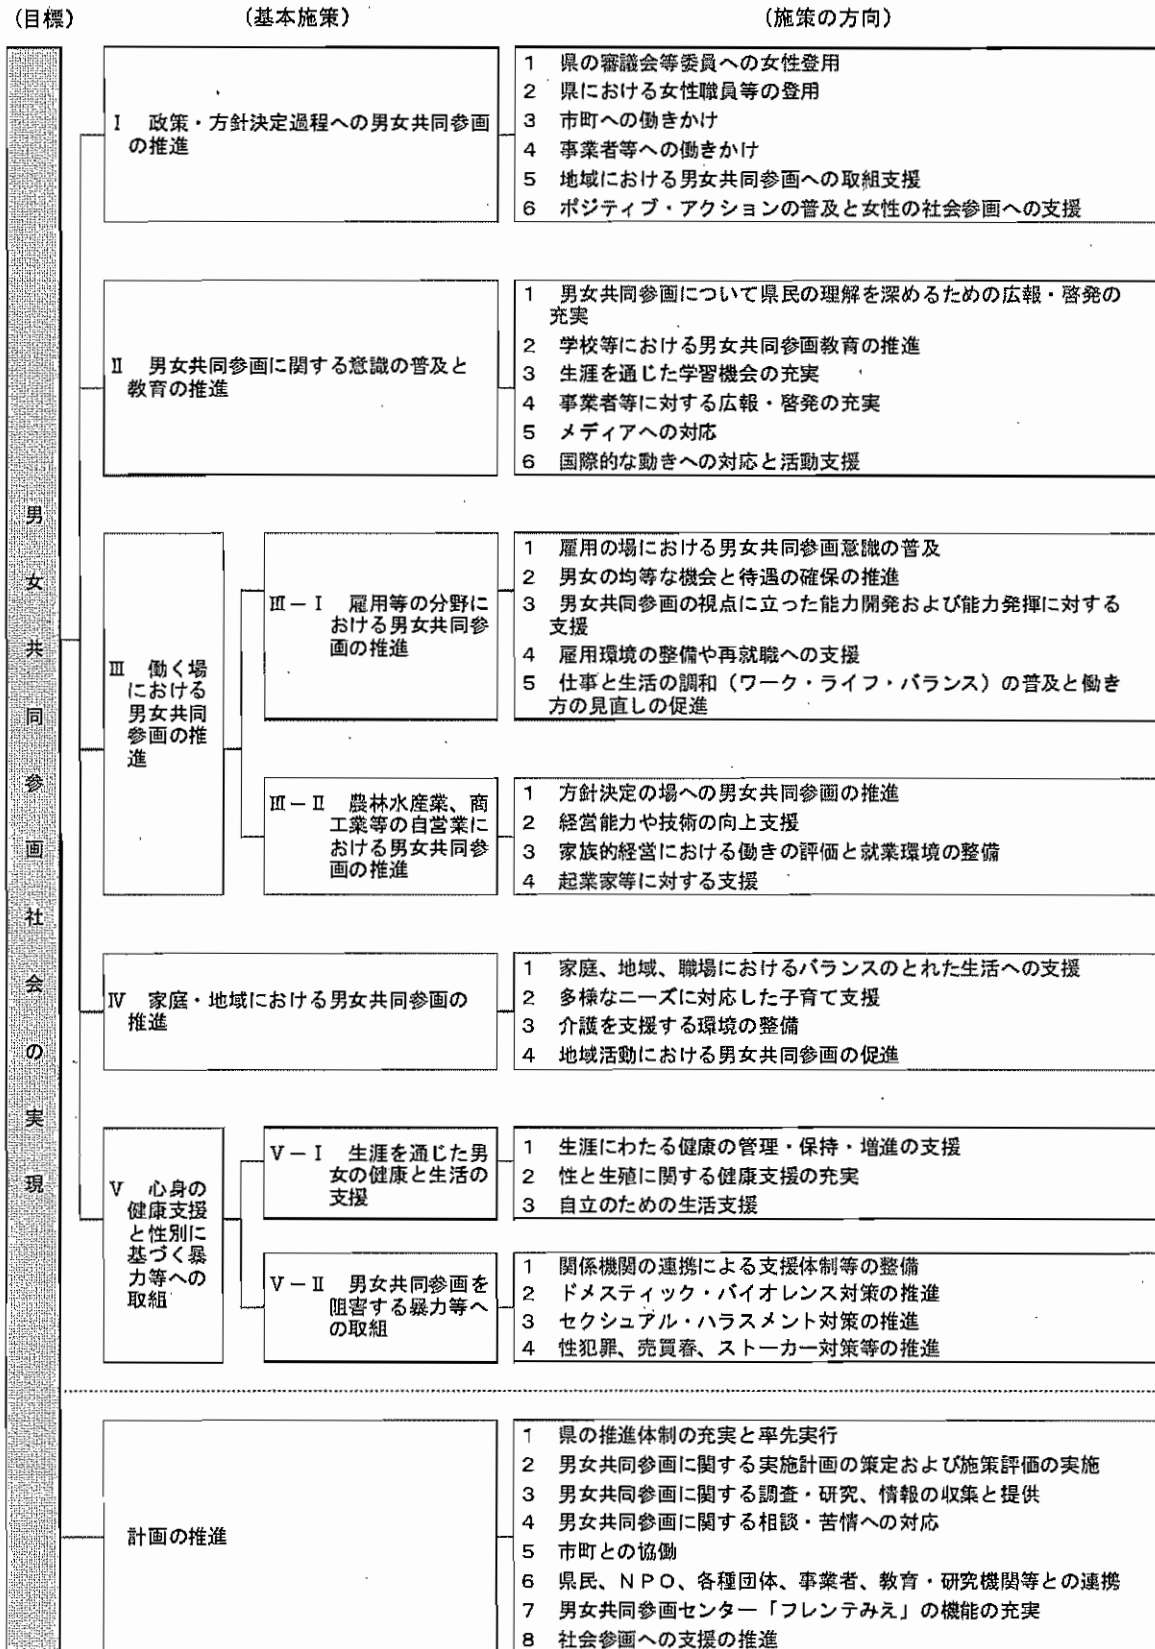 (目標)
(基本施策)
(施策の方向)
男女共同参画社会の実現
Ⅰ 政策・方針決定過程への男女共同参画
の推進
1 県の審議会等委員への女性登用
2 県における女性職員等の登用
3 市町への働きかけ
4 事業者等への働きかけ
5 地域における男女共同参画への取組支援
6 ポジティブ・アクションの普及と女性の社会参画への支援
Ⅱ 男女共同参画に関する意識の普及と
教育の推進
1 男女共同参画について県民の理解を深めるための広報・啓発の
充実
2 学校等における男女共同参画教育の推進
3 生涯を通じた学習機会の充実
4 事業者等に対する広報・啓発の充実
5 メディアへの対応
6 国際的な動きへの対応と活動支援
Ⅲ 働く場
における
男女共同
参画の推
進
Ⅲ-Ⅰ 雇用等の分野に
おける男女共同参
画の推進
1 雇用の場における男女共同参画意識の普及
2 男女の均等な機会と待遇の確保の推進
3 男女共同参画の視点に立った能力開発および能力発揮に対する
支援
4 雇用環境の整備や再就職への支援
5 仕事と生活の調和(ワーク・ライフ・バランス)の普及と働き
方の見直しの促進
Ⅲ-Ⅱ 農林水産業、商
工業等の自営業に
おける男女共同参
画の推進
1 方針決定の場への男女共同参画の推進
2 経営能力や技術の向上支援
3 家族的経営における働きの評価と就業環境の整備
4 起業家等に対する支援
Ⅳ 家庭・地域における男女共同参画の
推進
1 家庭、地域、職場におけるバランスのとれた生活への支援
2 多様なニーズに対応した子育て支援
3 介護を支援する環境の整備
4 地域活動における男女共同参画の促進
Ⅴ 心身の
健康支援
と性別に
基づく暴
力等への
取組
Ⅴ-Ⅰ 生涯を通じた男
女の健康と生活の
支援
1 生涯にわたる健康の管理・保持・増進の支援
2 性と生殖に関する健康支援の充実
3 自立のための生活支援
Ⅴ-Ⅱ 男女共同参画を
阻害する暴力等へ
の取組
1 関係機関の連携による支援体制等の整備
2 ドメスティック・バイオレンス対策の推進
3 セクシュアル・ハラスメント対策の推進
4 性犯罪、売買春、ストーカー対策等の推進
計画の推進
1 県の推進体制の充実と率先実行
2 男女共同参画に関する実施計画の策定および施策評価の実施
3 男女共同参画に関する調査・研究、情報の収集と提供
4 男女共同参画に関する相談・苦情への対応
5 市町との協働
6 県民、NPO、各種団体、事業者、教育・研究機関等との連携
7 男女共同参画センター「フレンテみえ」の機能の充実
8 社会参画への支援の推進